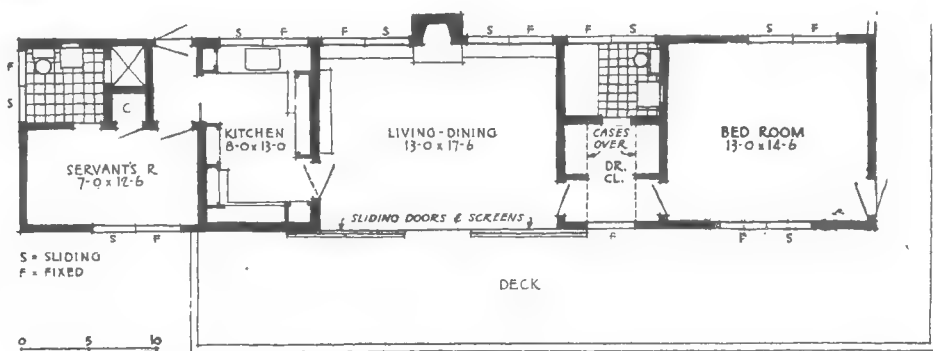 S F F S S F F S S F
F
S
C
KITCHEN
8-0 x 13-0
LIVING-DINING
13-0 x 17-6
CASES
OVER
DR.
CL.
BED ROOM
13-0 x 14-6
SERVANT'S R.
7-0 x 12-6
SLIDING DOORS & SCREENS
S F
F
F S
S = SLIDING
F = FIXED
DECK
0 5 10